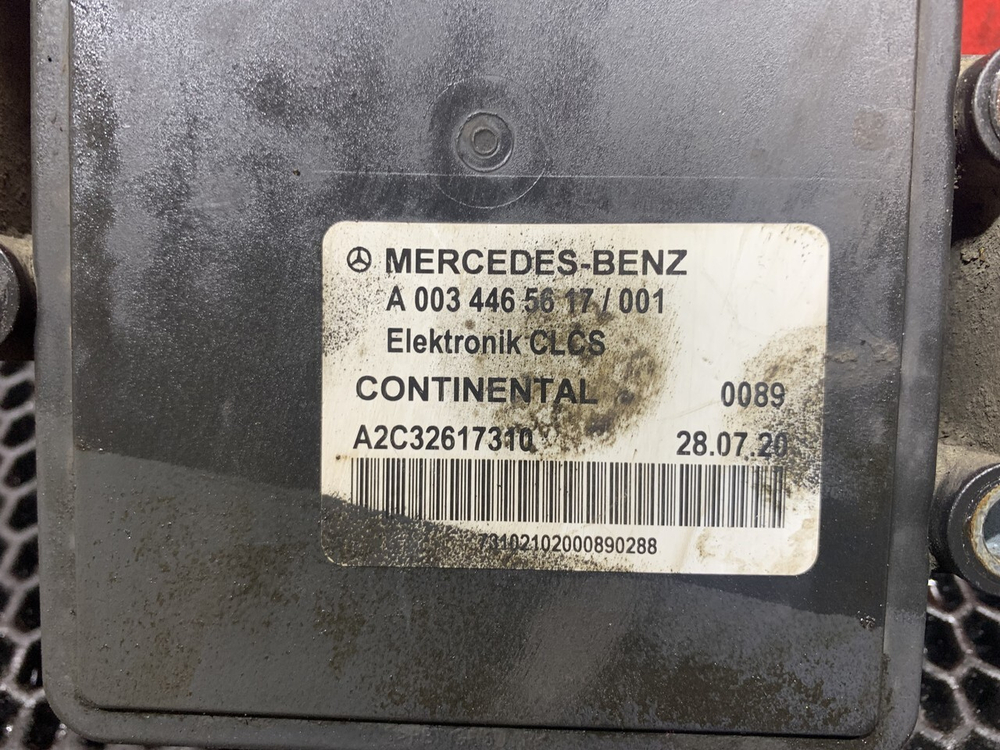 MERCEDES-BENZ
A 003 446 56 17 / 001
Elektronik CLCS
CONTINENTAL 0089
A2C32617310 28.07.20
73102102000890288